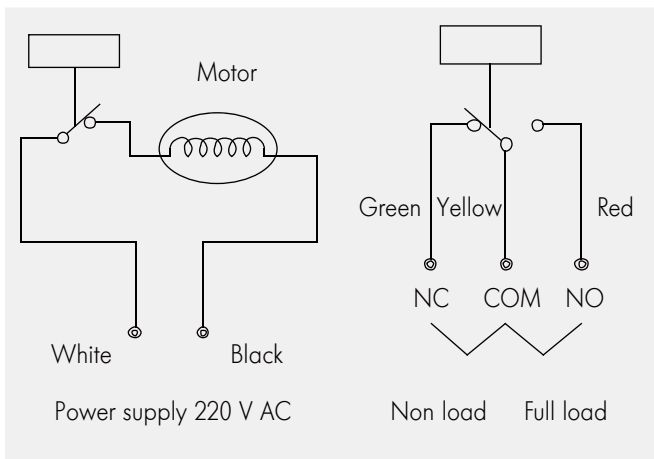 Motor
Green Yellow Red
NC COM NO
White Black
Power supply 220 V AC
Non load Full load